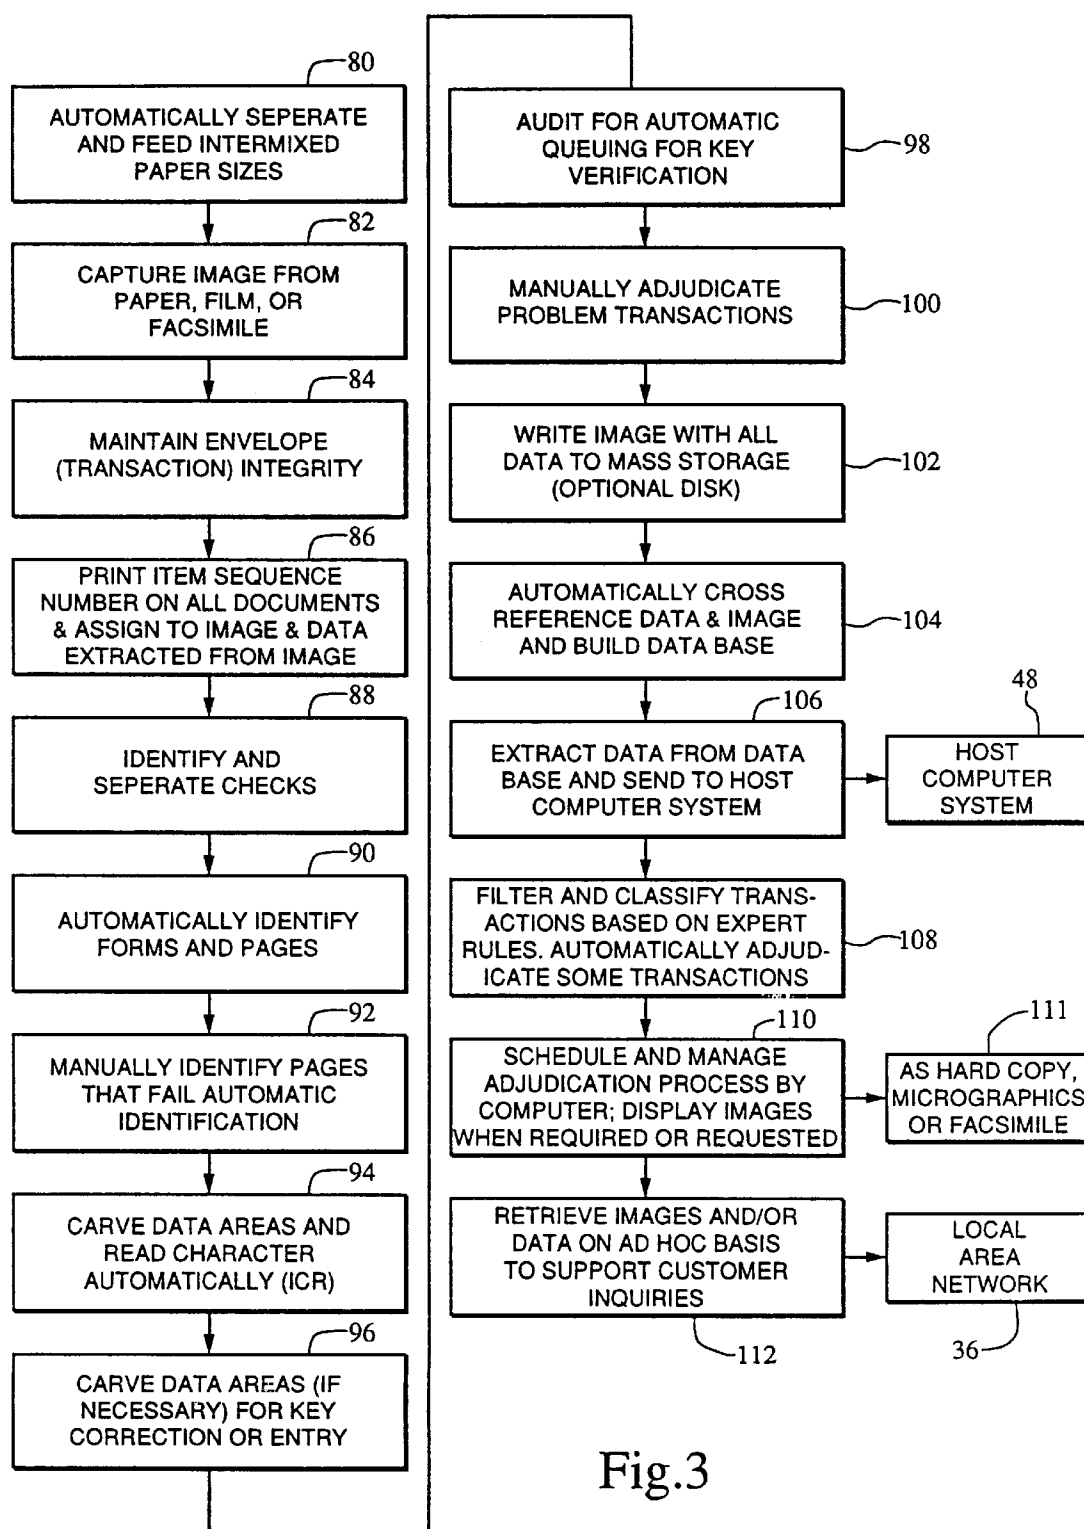 80
AUTOMATICALLY SEPERATE
AND FEED INTERMIXED
PAPER SIZES
82
CAPTURE IMAGE FROM
PAPER, FILM, OR
FACSIMILE
84
MAINTAIN ENVELOPE
(TRANSACTION) INTEGRITY
86
PRINT ITEM SEQUENCE
NUMBER ON ALL DOCUMENTS
& ASSIGN TO IMAGE & DATA
EXTRACTED FROM IMAGE
88
IDENTIFY AND
SEPERATE CHECKS
90
AUTOMATICALLY IDENTIFY
FORMS AND PAGES
92
MANUALLY IDENTIFY PAGES
THAT FAIL AUTOMATIC
IDENTIFICATION
94
CARVE DATA AREAS AND
READ CHARACTER
AUTOMATICALLY (ICR)
96
CARVE DATA AREAS (IF
NECESSARY) FOR KEY
CORRECTION OR ENTRY
AUDIT FOR AUTOMATIC
QUEUING FOR KEY
VERIFICATION
98
MANUALLY ADJUDICATE
PROBLEM TRANSACTIONS
100
WRITE IMAGE WITH ALL
DATA TO MASS STORAGE
(OPTIONAL DISK)
102
AUTOMATICALLY CROSS
REFERENCE DATA & IMAGE
AND BUILD DATA BASE
104
106
EXTRACT DATA FROM DATA
BASE AND SEND TO HOST
COMPUTER SYSTEM
48
HOST
COMPUTER
SYSTEM
FILTER AND CLASSIFY TRANS-
ACTIONS BASED ON EXPERT
RULES. AUTOMATICALLY ADJUD-
ICATE SOME TRANSACTIONS
108
110
SCHEDULE AND MANAGE
ADJUDICATION PROCESS BY
COMPUTER; DISPLAY IMAGES
WHEN REQUIRED OR REQUESTED
111
AS HARD COPY,
MICROGRAPHICS
OR FACSIMILE
RETRIEVE IMAGES AND/OR
DATA ON AD HOC BASIS
TO SUPPORT CUSTOMER
INQUIRIES
112
LOCAL
AREA
NETWORK
36
Fig.3